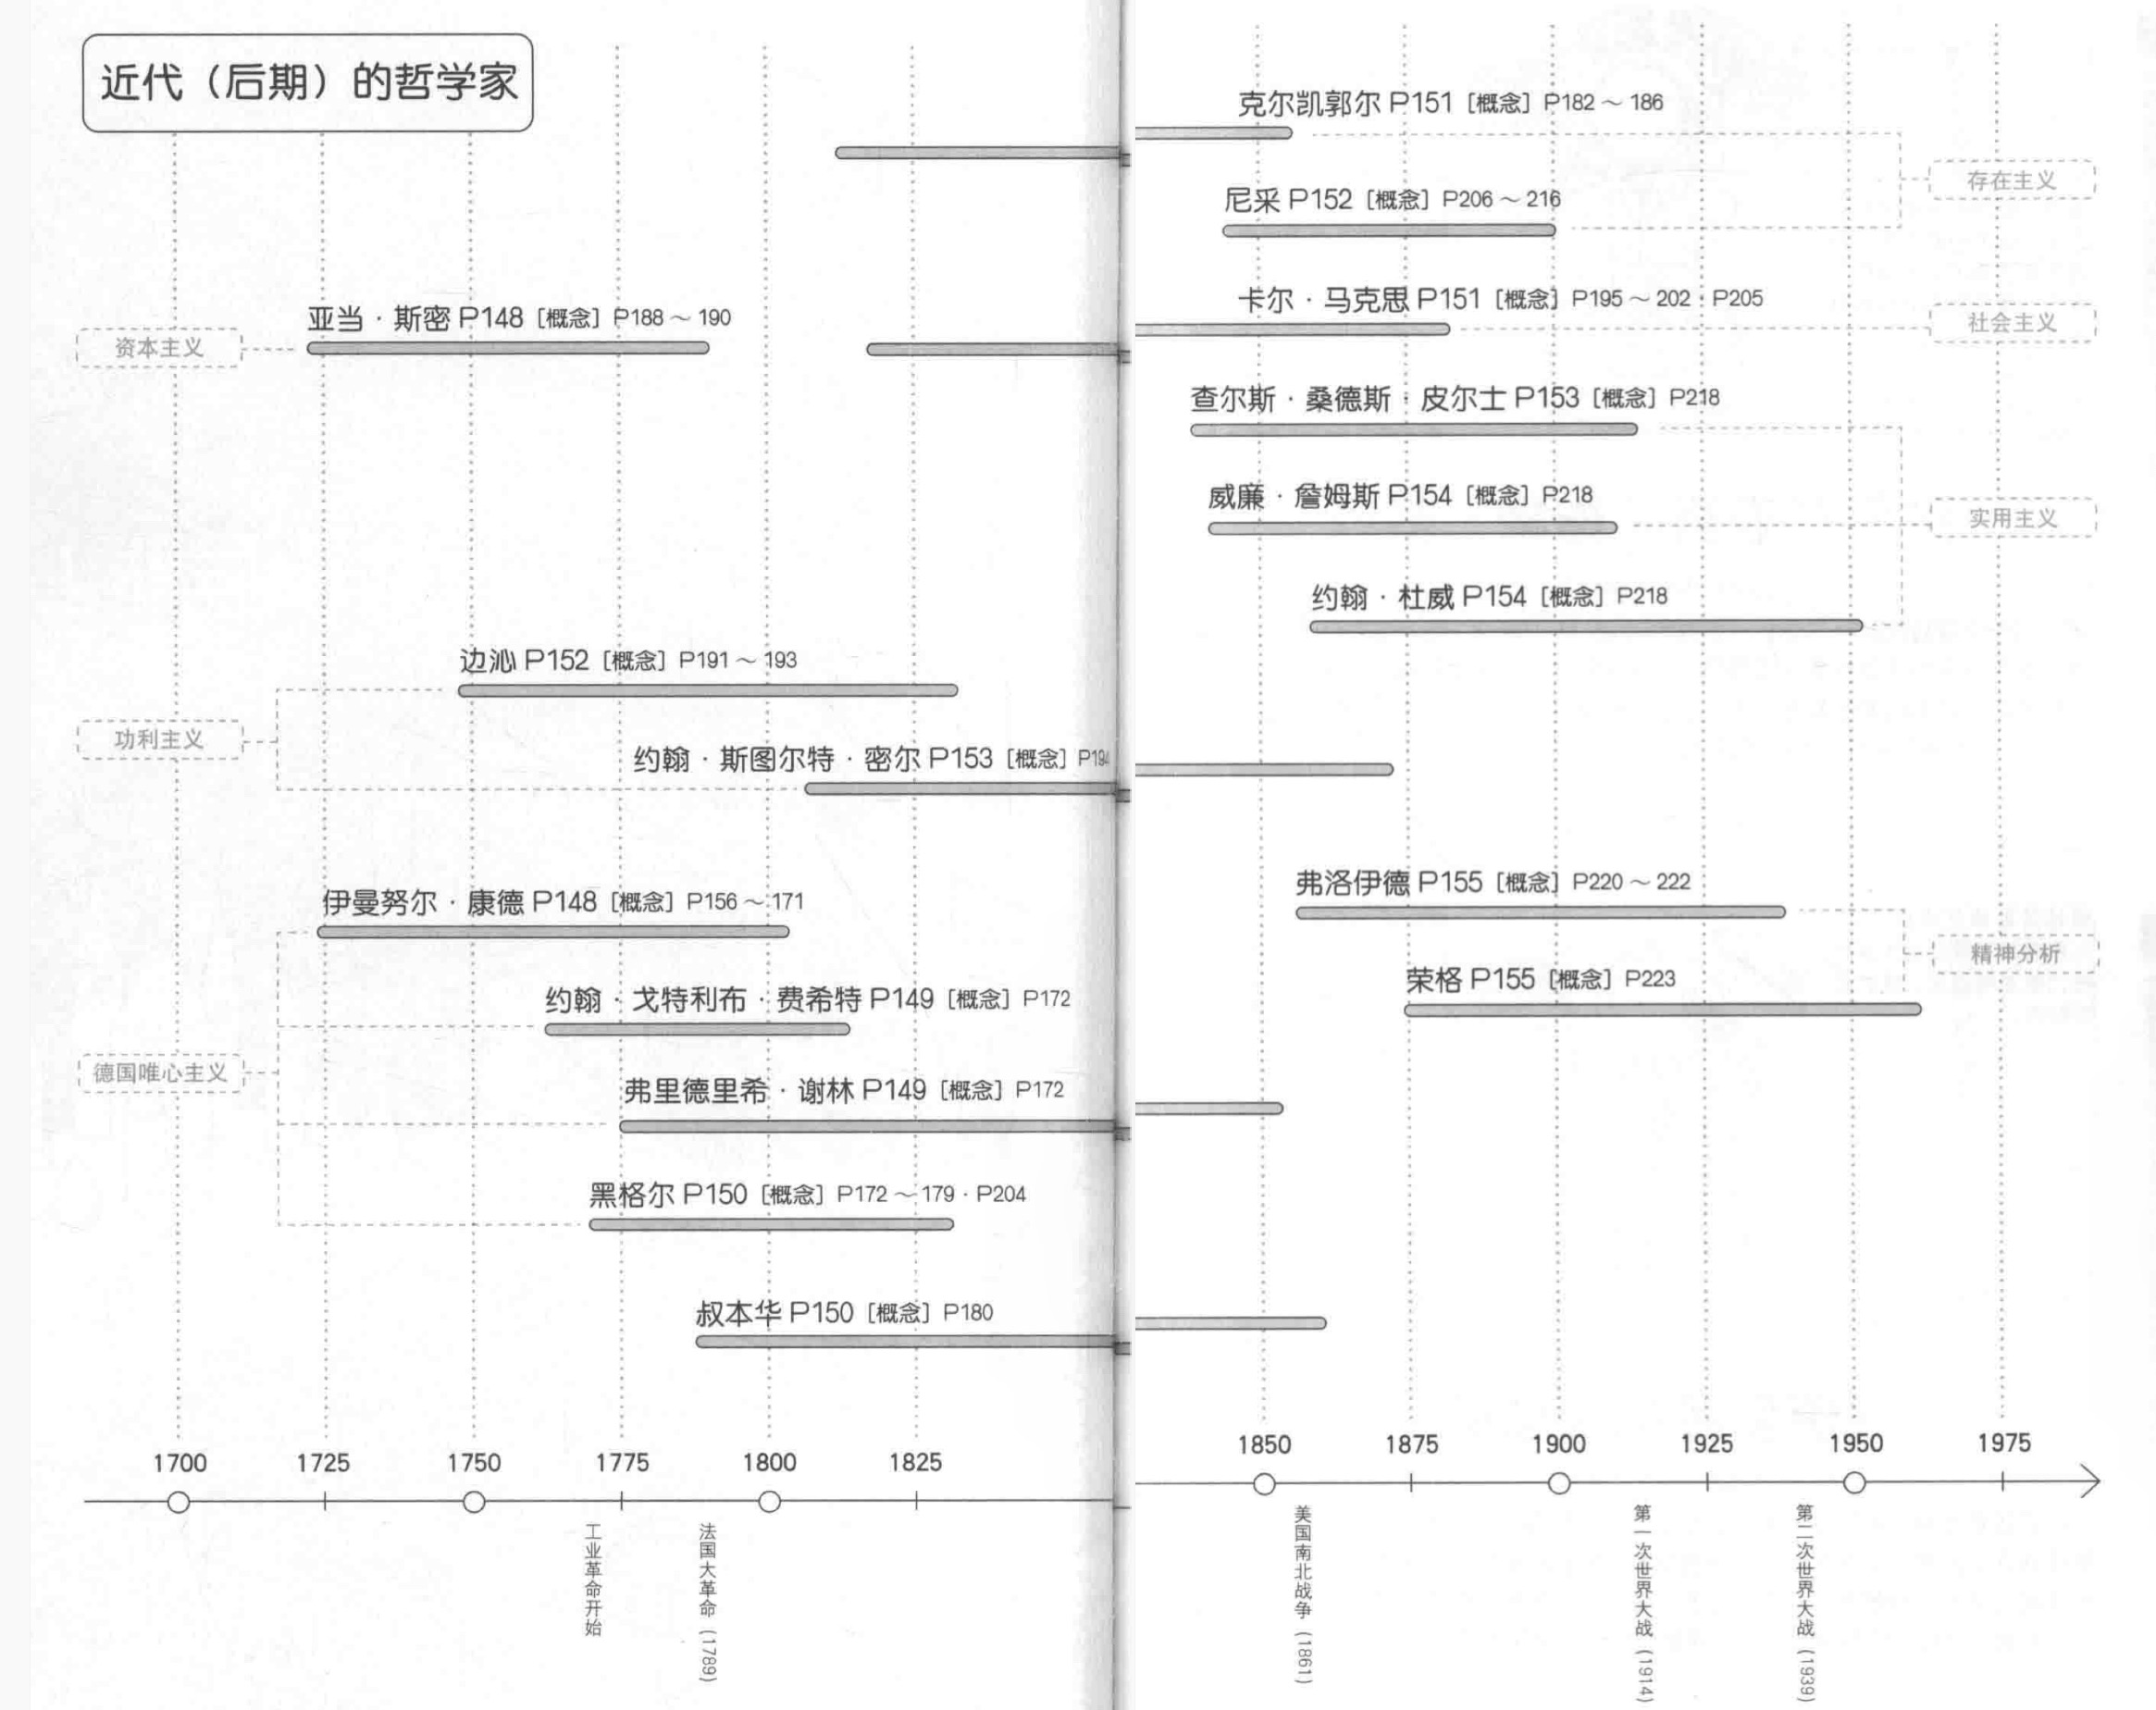 近代（后期）的哲学家
亚当·斯密 P148［概念］P188～190
资本主义
边沁 P152［概念］P191～193
功利主义
约翰·斯图尔特·密尔 P153［概念］P194
伊曼努尔·康德 P148［概念］P156～171
约翰·戈特利布·费希特 P149［概念］P172
德国唯心主义
弗里德里希·谢林 P149［概念］P172
黑格尔 P150［概念］P172～179·P204
叔本华 P150［概念］P180
1700 1725 1750 1775 1800 1825
工业革命开始
法国大革命（1789）
克尔凯郭尔 P151［概念］P182～186
存在主义
尼采 P152［概念］P206～216
卡尔·马克思 P151［概念］P195～202·P205
社会主义
查尔斯·桑德斯·皮尔士 P153［概念］P218
威廉·詹姆斯 P154［概念］P218
实用主义
约翰·杜威 P154［概念］P218
弗洛伊德 P155［概念］P220～222
精神分析
荣格 P155［概念］P223
1850 1875 1900 1925 1950 1975
美国南北战争（1861）
第一次世界大战（1914）
第二次世界大战（1939）